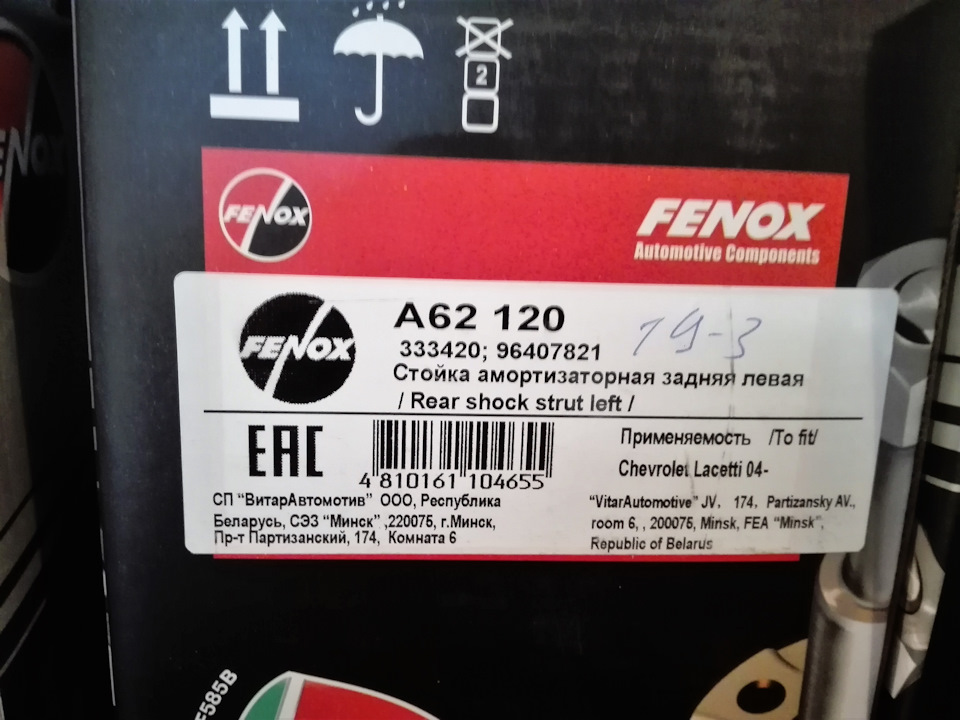 2
FENOX
FENOX
Automotive Components
FENOX
A62 120
19-3
333420; 96407821
Стойка амортизаторная задняя левая
/ Rear shock strut left /
EAC
4 810161 104655
Применяемость /To fit/
Chevrolet Lacetti 04-
СП “ВитарАвтомотив” ООО, Республика
Беларусь, СЭЗ “Минск” ,220075, г.Минск,
Пр-т Партизанский, 174, Комната 6
“VitarAutomotive” JV, 174, Partizansky AV.,
room 6, , 200075, Minsk, FEA “Minsk”,
Republic of Belarus